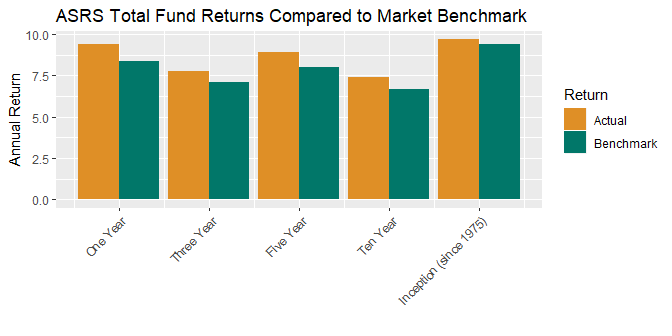 ASRS Total Fund Returns Compared to Market Benchmark
10.0
7.5
5.0
2.5
0.0
Annual Return
One Year
Three Year
Five Year
Ten Year
Inception (since 1975)
Return
Actual
Benchmark